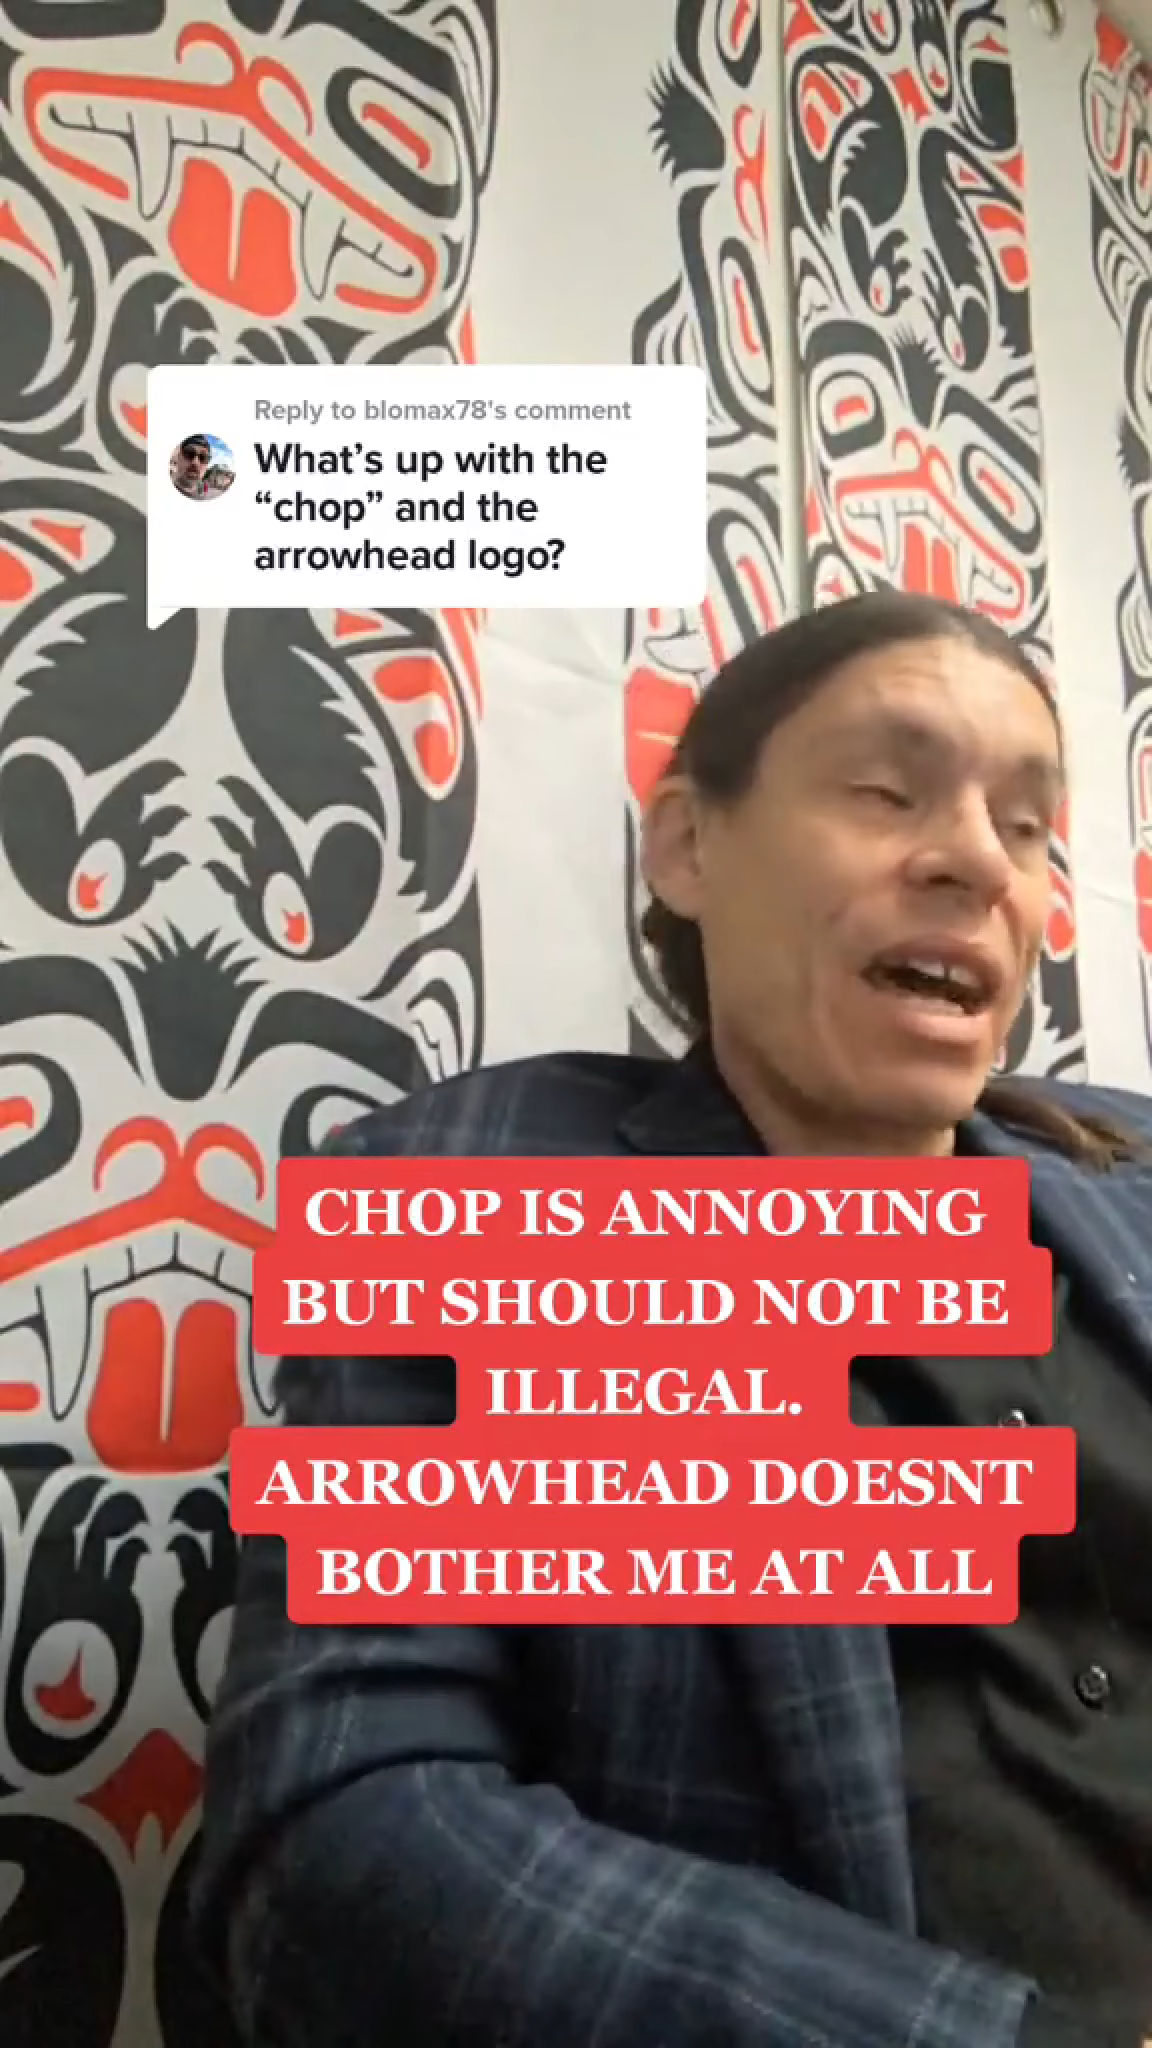 Reply to blomax78's comment
What's up with the
“chop” and the
arrowhead logo?
CHOP IS ANNOYING
BUT SHOULD NOT BE
ILLEGAL.
ARROWHEAD DOESNT
BOTHER ME AT ALL